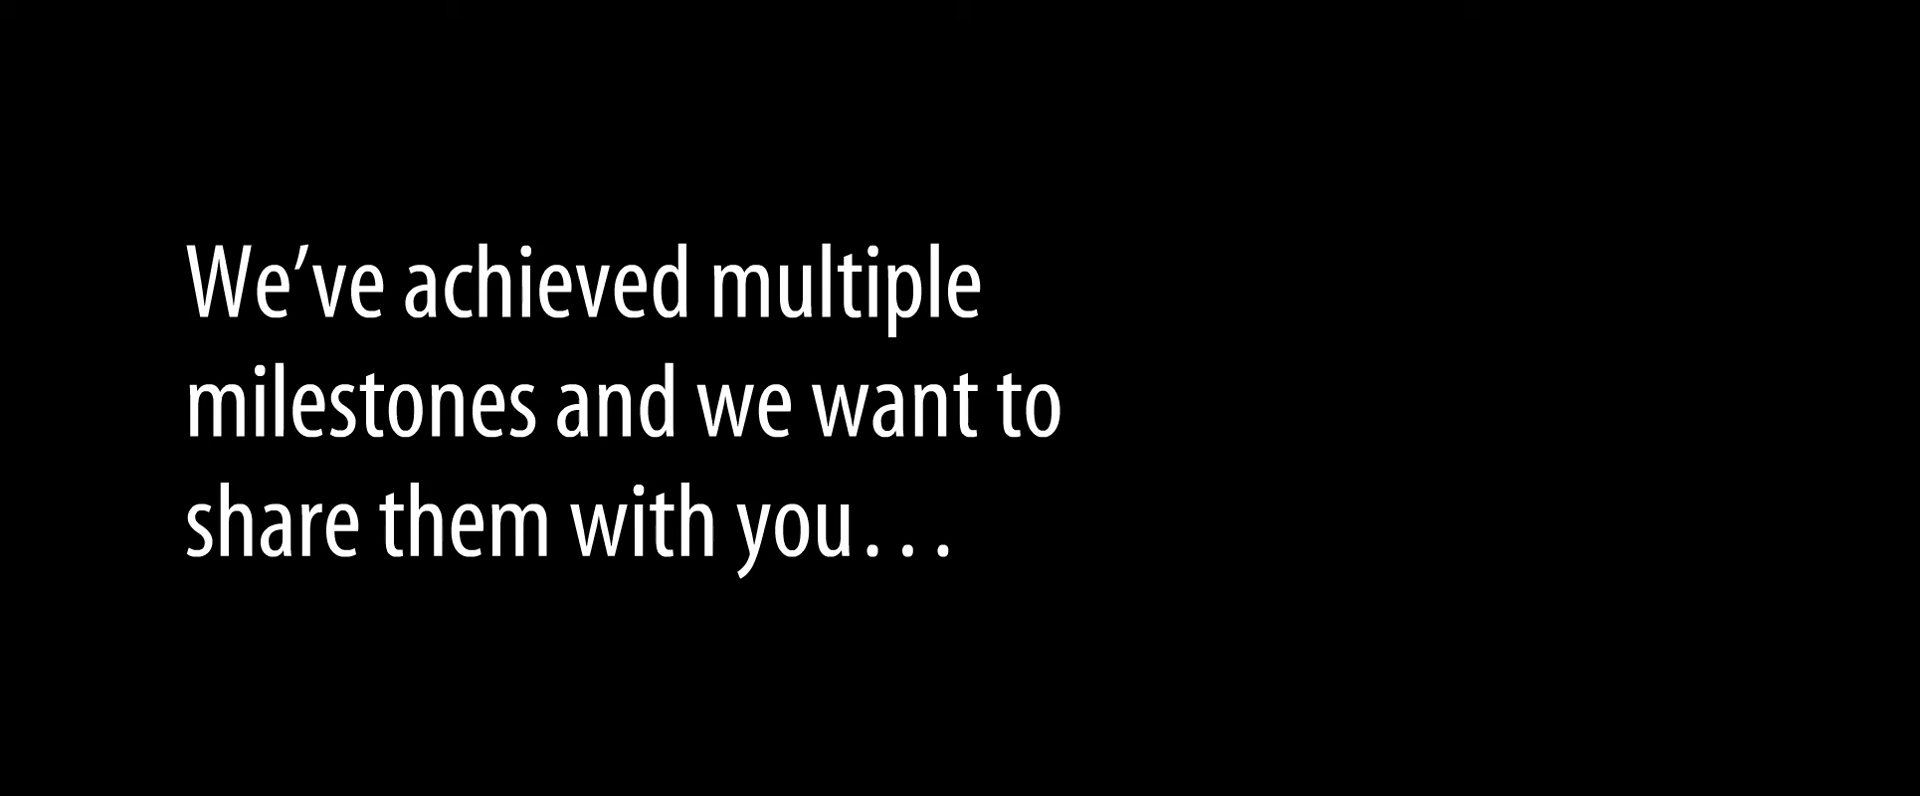 We’ve achieved multiple
milestones and we want to
share them with you…